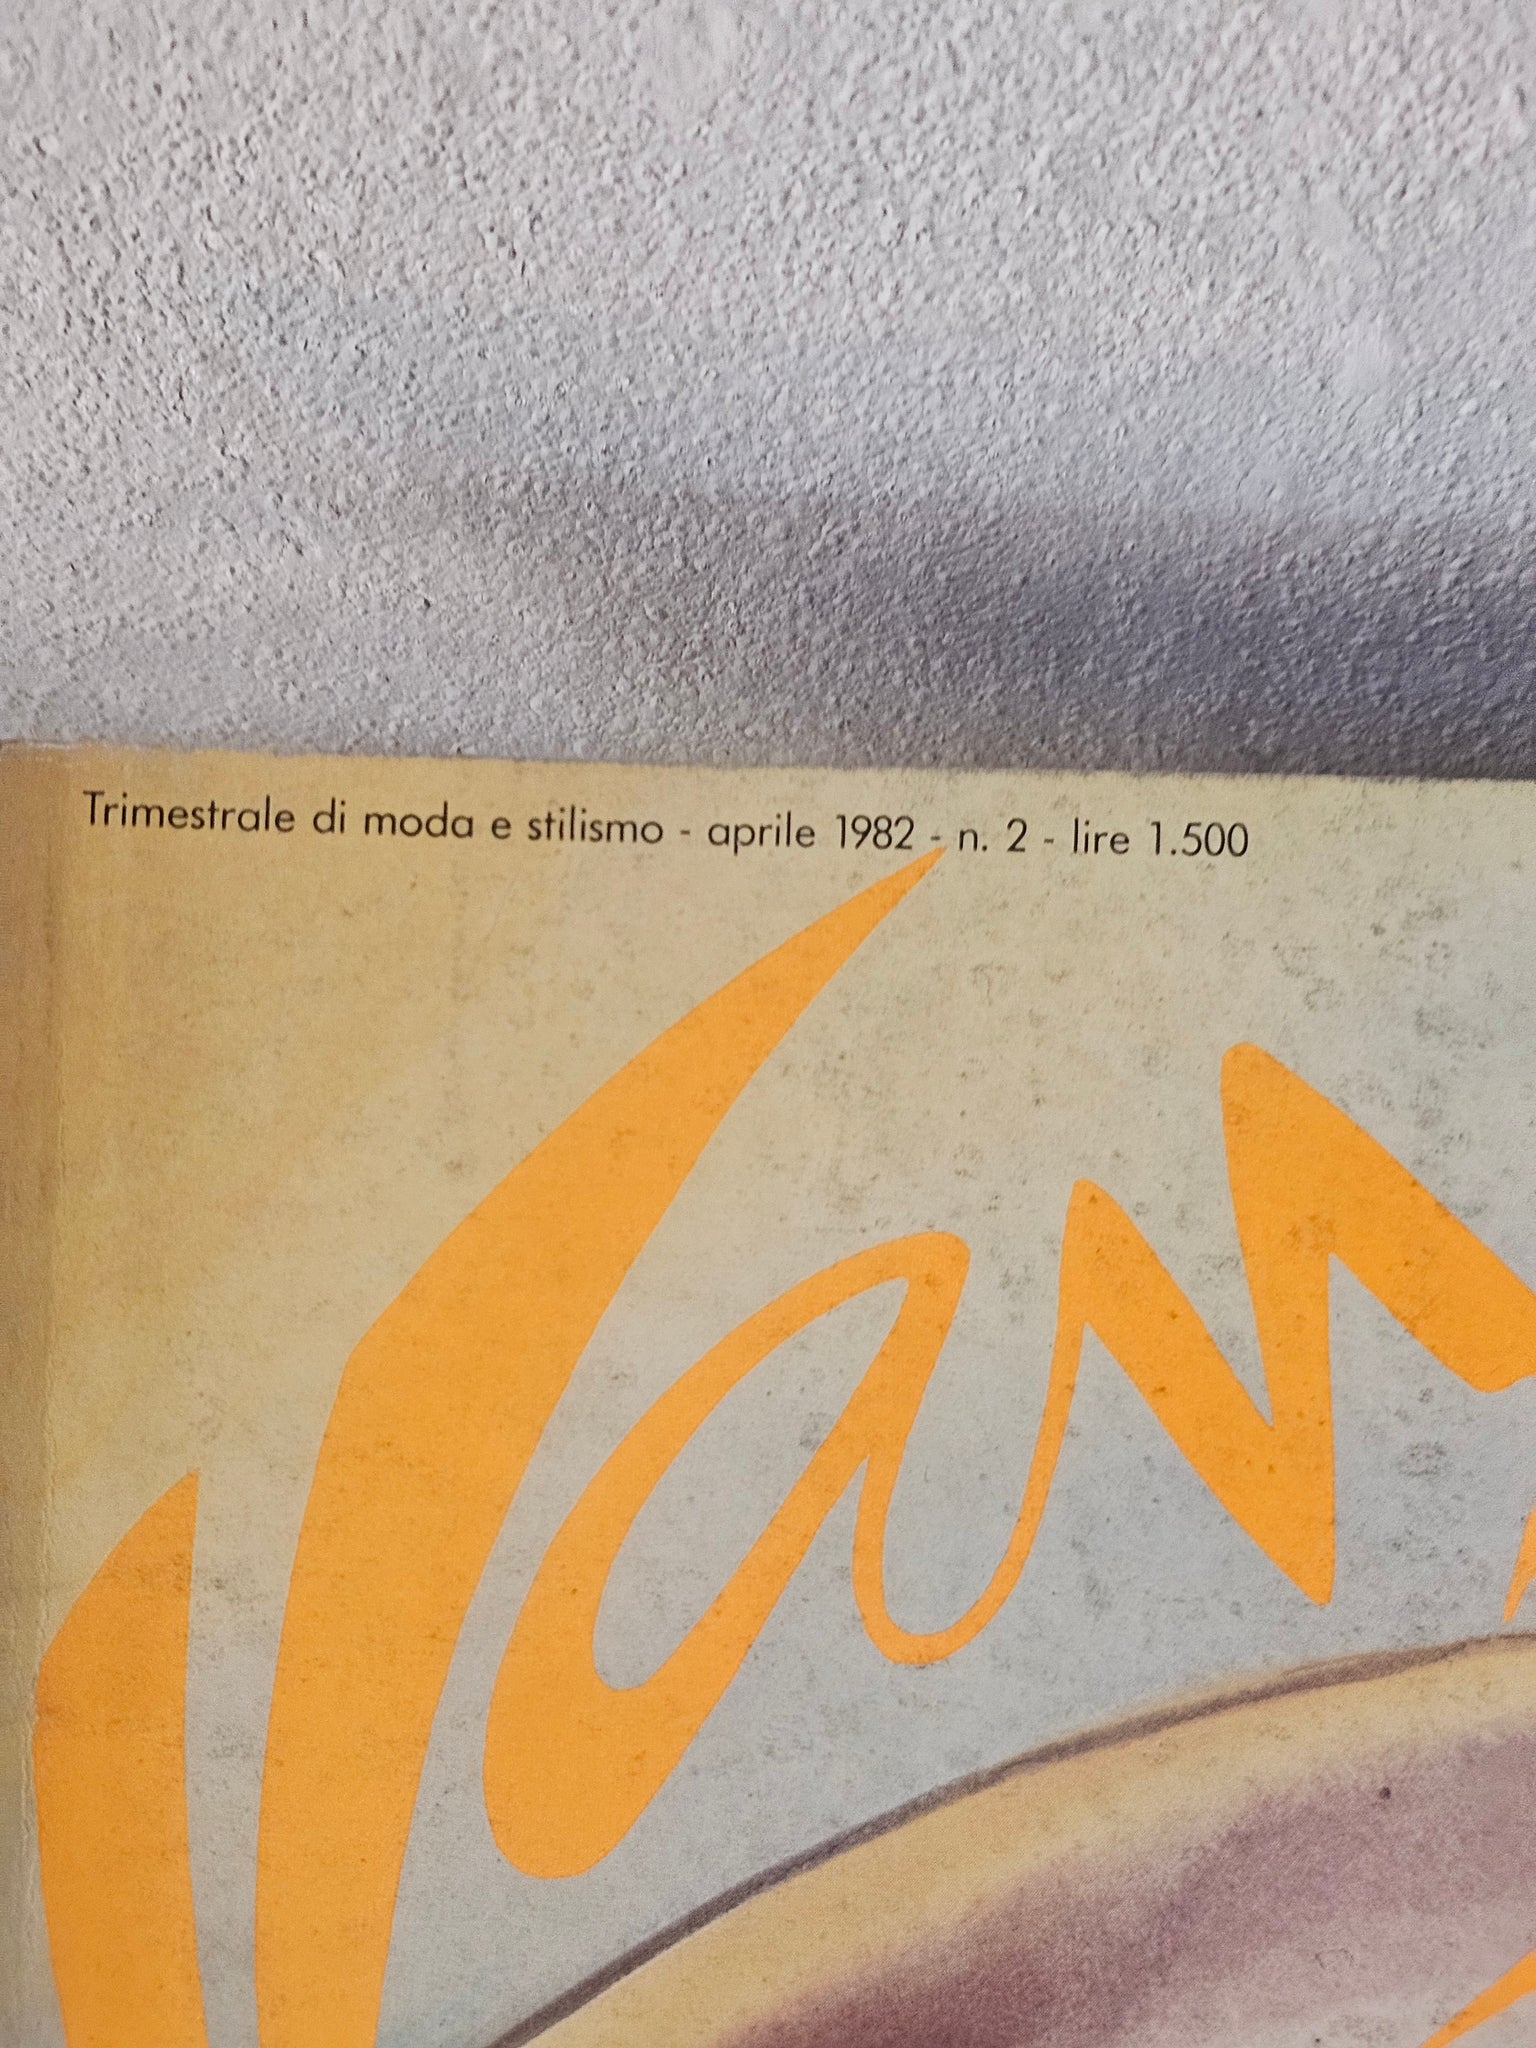 Trimestrale di moda e stilismo - aprile 1982 - n. 2 - lire 1.500